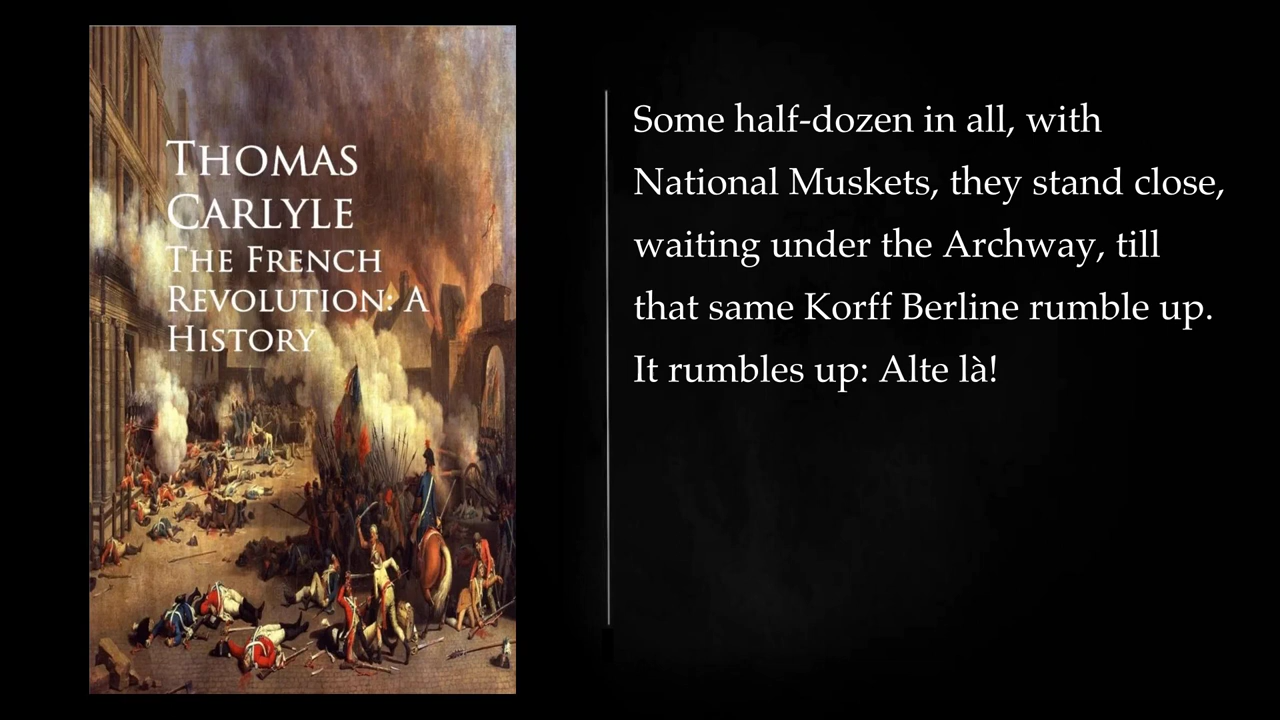 THOMAS
CARLYLE
THE FRENCH
REVOLUTION: A
HISTORY
Some half-dozen in all, with
National Muskets, they stand close,
waiting under the Archway, till
that same Korff Berline rumble up.
It rumbles up: Alte là!